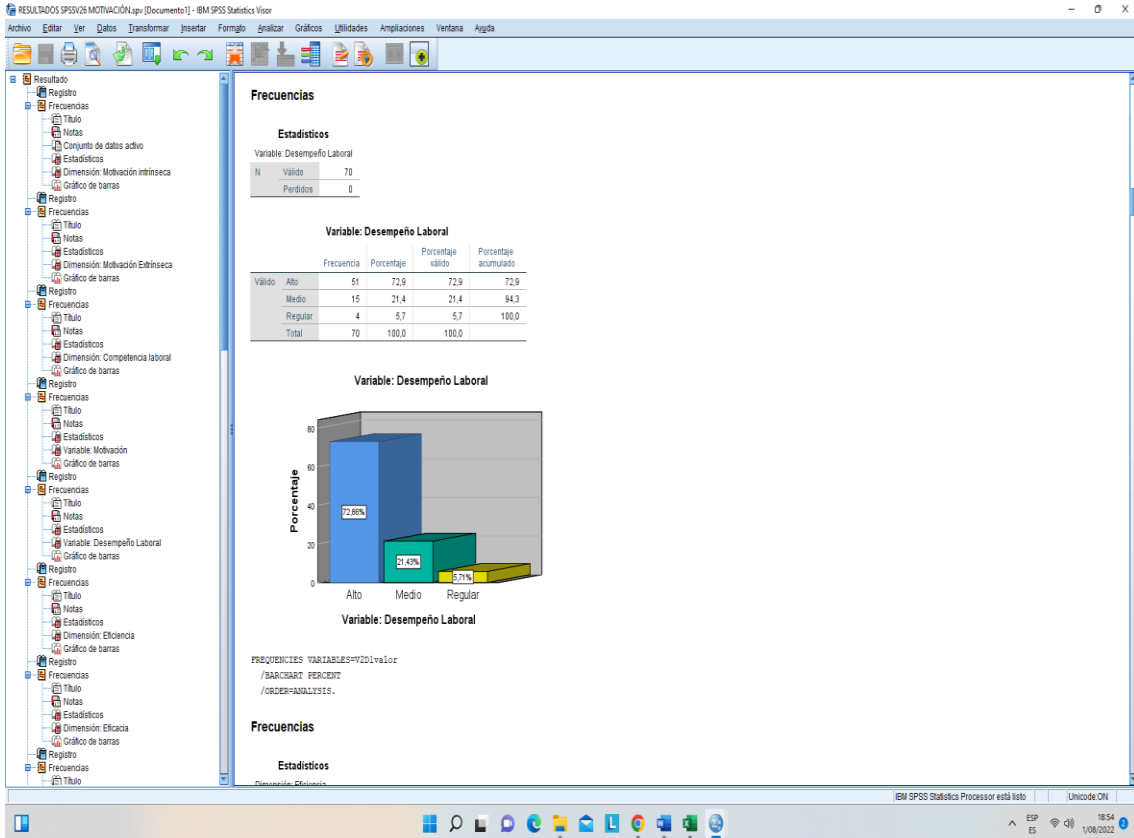 RESULTADOS SPSSV26 MOTIVACIÓN.spv [Documento1] - IBM SPSS Statistics Visor
Archivo Editar Ver Datos Transformar Insertar Formato Analizar Gráficos Utilidades Ampliaciones Ventana Ayuda
Resultado
Registro
Frecuencias
Título
Notas
Conjunto de datos activo
Estadísticos
Dimensión: Motivación intrínseca
Gráfico de barras
Registro
Frecuencias
Título
Notas
Estadísticos
Dimensión: Motivación Extrínseca
Gráfico de barras
Registro
Frecuencias
Título
Notas
Estadísticos
Dimensión: Competencia laboral
Gráfico de barras
Registro
Frecuencias
Título
Notas
Estadísticos
Variable: Motivación
Gráfico de barras
Registro
Frecuencias
Título
Notas
Estadísticos
Variable: Desempeño Laboral
Gráfico de barras
Registro
Frecuencias
Título
Notas
Estadísticos
Dimensión: Eficiencia
Gráfico de barras
Registro
Frecuencias
Título
Notas
Estadísticos
Dimensión: Eficacia
Gráfico de barras
Registro
Frecuencias
Título
Frecuencias
Estadísticos
Variable: Desempeño Laboral
N Válido 70
Perdidos 0
Variable: Desempeño Laboral
Frecuencia Porcentaje Porcentaje válido Porcentaje acumulado
Válido Alto 51 72,9 72,9 72,9
Medio 15 21,4 21,4 94,3
Regular 4 5,7 5,7 100,0
Total 70 100,0 100,0
Variable: Desempeño Laboral
Porcentaje
80
60
40
20
0
72,86%
21,43%
5,71%
Alto Medio Regular
Variable: Desempeño Laboral
FREQUENCIES VARIABLES=V2D1valor
/BARCHART PERCENT
/ORDER=ANALYSIS.
Frecuencias
Estadísticos
Dimensión: Eficiencia
IBM SPSS Statistics Processor está listo Unicode:ON
ESP
ES
18:54
1/08/2022
2